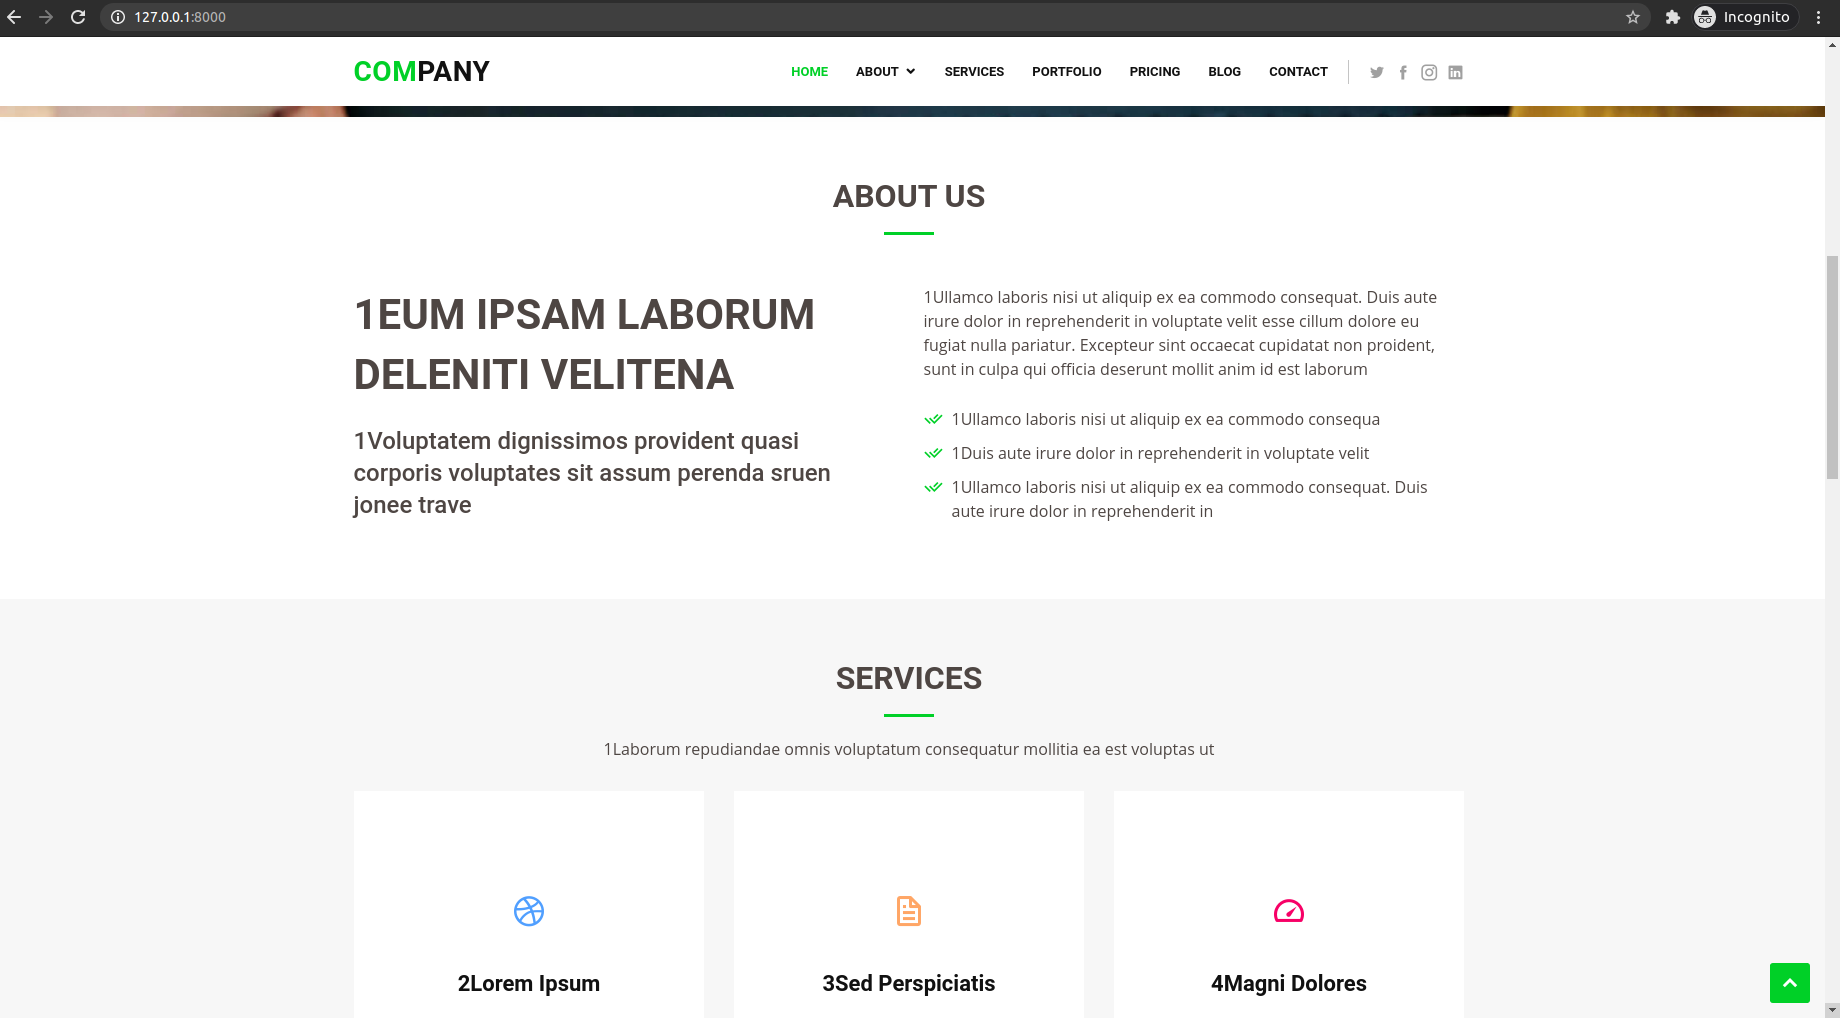 127.0.0.1:8000
Incognito
COMPANY
HOME ABOUT SERVICES PORTFOLIO PRICING BLOG CONTACT
ABOUT US
1EUM IPSAM LABORUM
DELENITI VELITENA
1Voluptatem dignissimos provident quasi
corporis voluptates sit assum perenda sruen
jonee trave
1Ullamco laboris nisi ut aliquip ex ea commodo consequat. Duis aute
irure dolor in reprehenderit in voluptate velit esse cillum dolore eu
fugiat nulla pariatur. Excepteur sint occaecat cupidatat non proident,
sunt in culpa qui officia deserunt mollit anim id est laborum
1Ullamco laboris nisi ut aliquip ex ea commodo consequa
1Duis aute irure dolor in reprehenderit in voluptate velit
1Ullamco laboris nisi ut aliquip ex ea commodo consequat. Duis
aute irure dolor in reprehenderit in
SERVICES
1Laborum repudiandae omnis voluptatum consequatur mollitia ea est voluptas ut
2Lorem Ipsum
3Sed Perspiciatis
4Magni Dolores